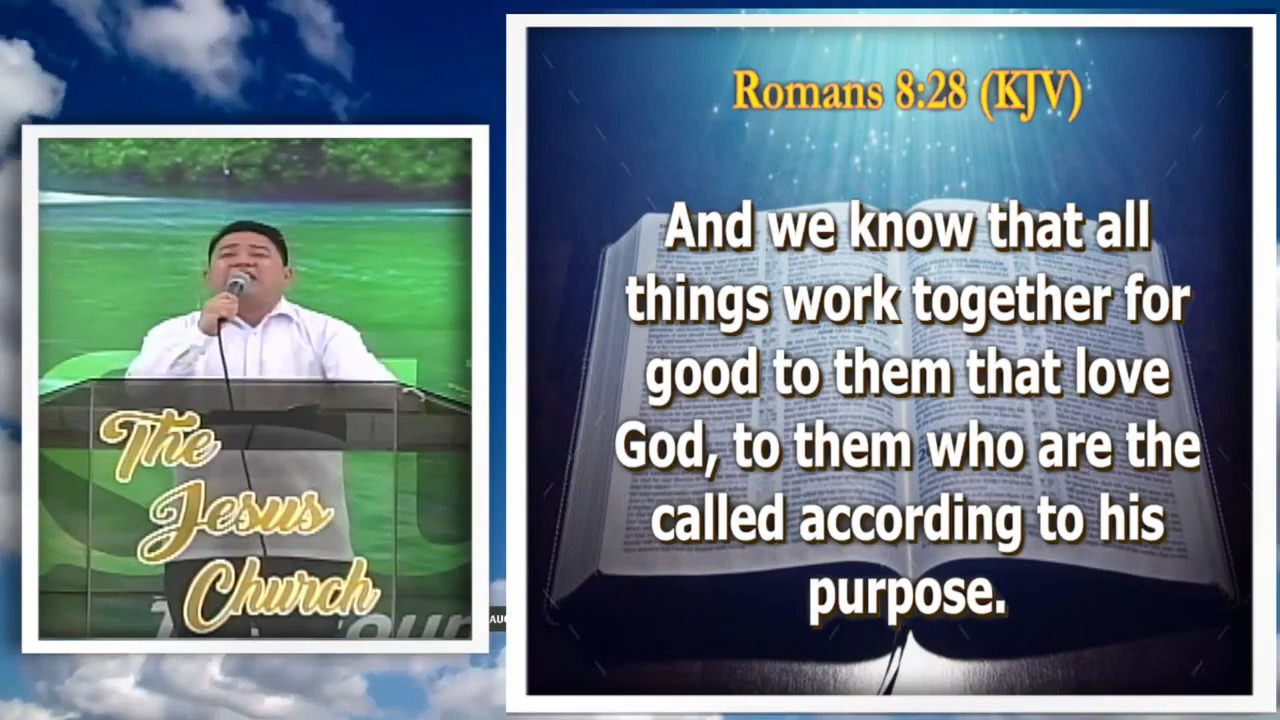 Romans 8:28 (KJV)
And we know that all
things work together for
good to them that love
God, to them who are the
called according to his
purpose.
The
Jesus
Church
AUG